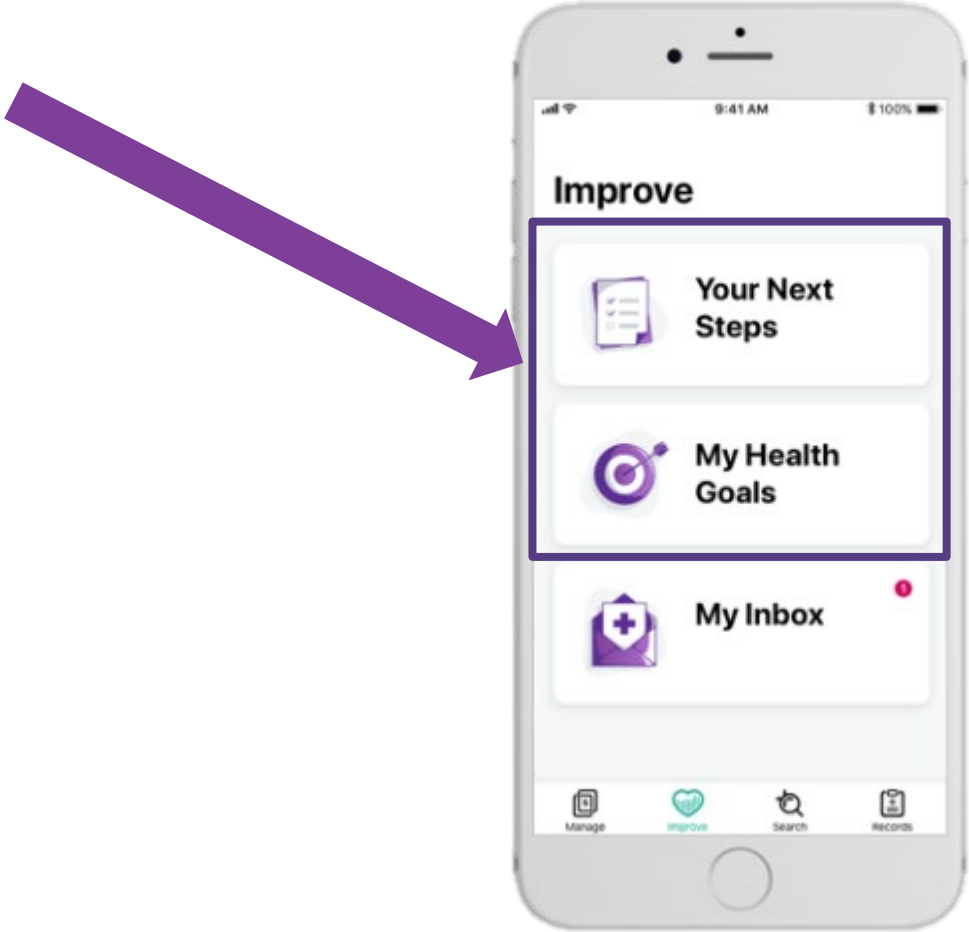 9:41 AM
100%
Improve
Your Next
Steps
My Health
Goals
1
My Inbox
Manage
Improve
Search
Records